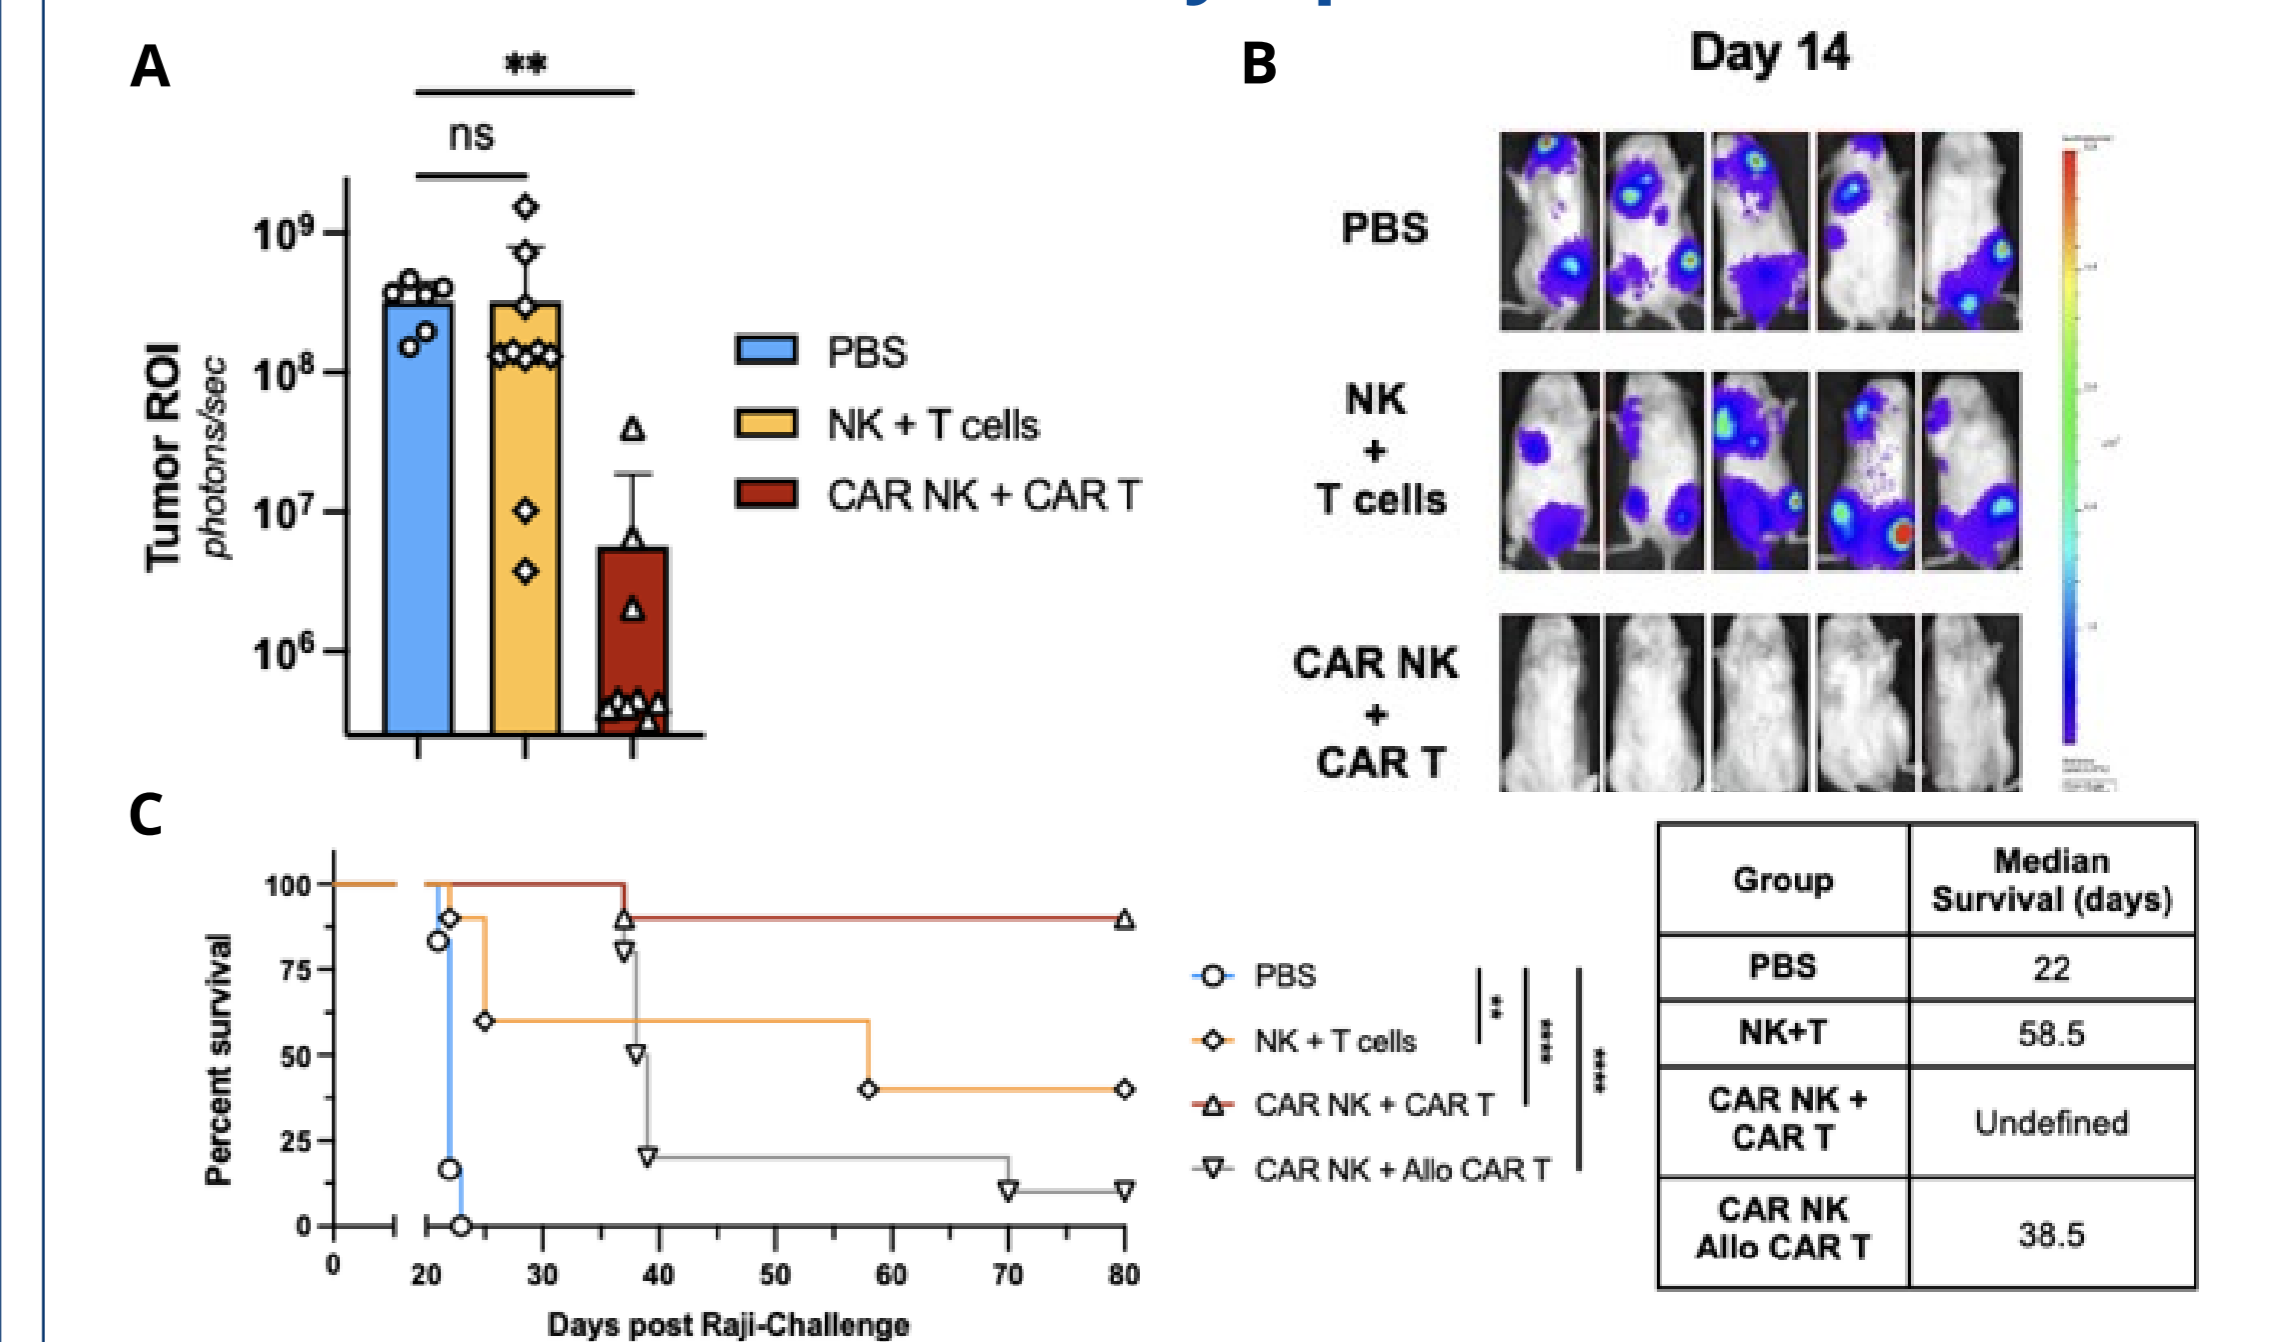 A
**
ns
10⁹
10⁸
10⁷
10⁶
Tumor ROI
photons/sec
PBS
NK + T cells
CAR NK + CAR T
B
Day 14
PBS
NK
+
T cells
CAR NK
+
CAR T
C
100
75
50
25
0
Percent survival
0
20
30
40
50
60
70
80
Days post Raji-Challenge
PBS
NK + T cells
CAR NK + CAR T
CAR NK + Allo CAR T
**
****
****
Group
Median
Survival (days)
PBS
22
NK+T
58.5
CAR NK +
CAR T
Undefined
CAR NK
Allo CAR T
38.5